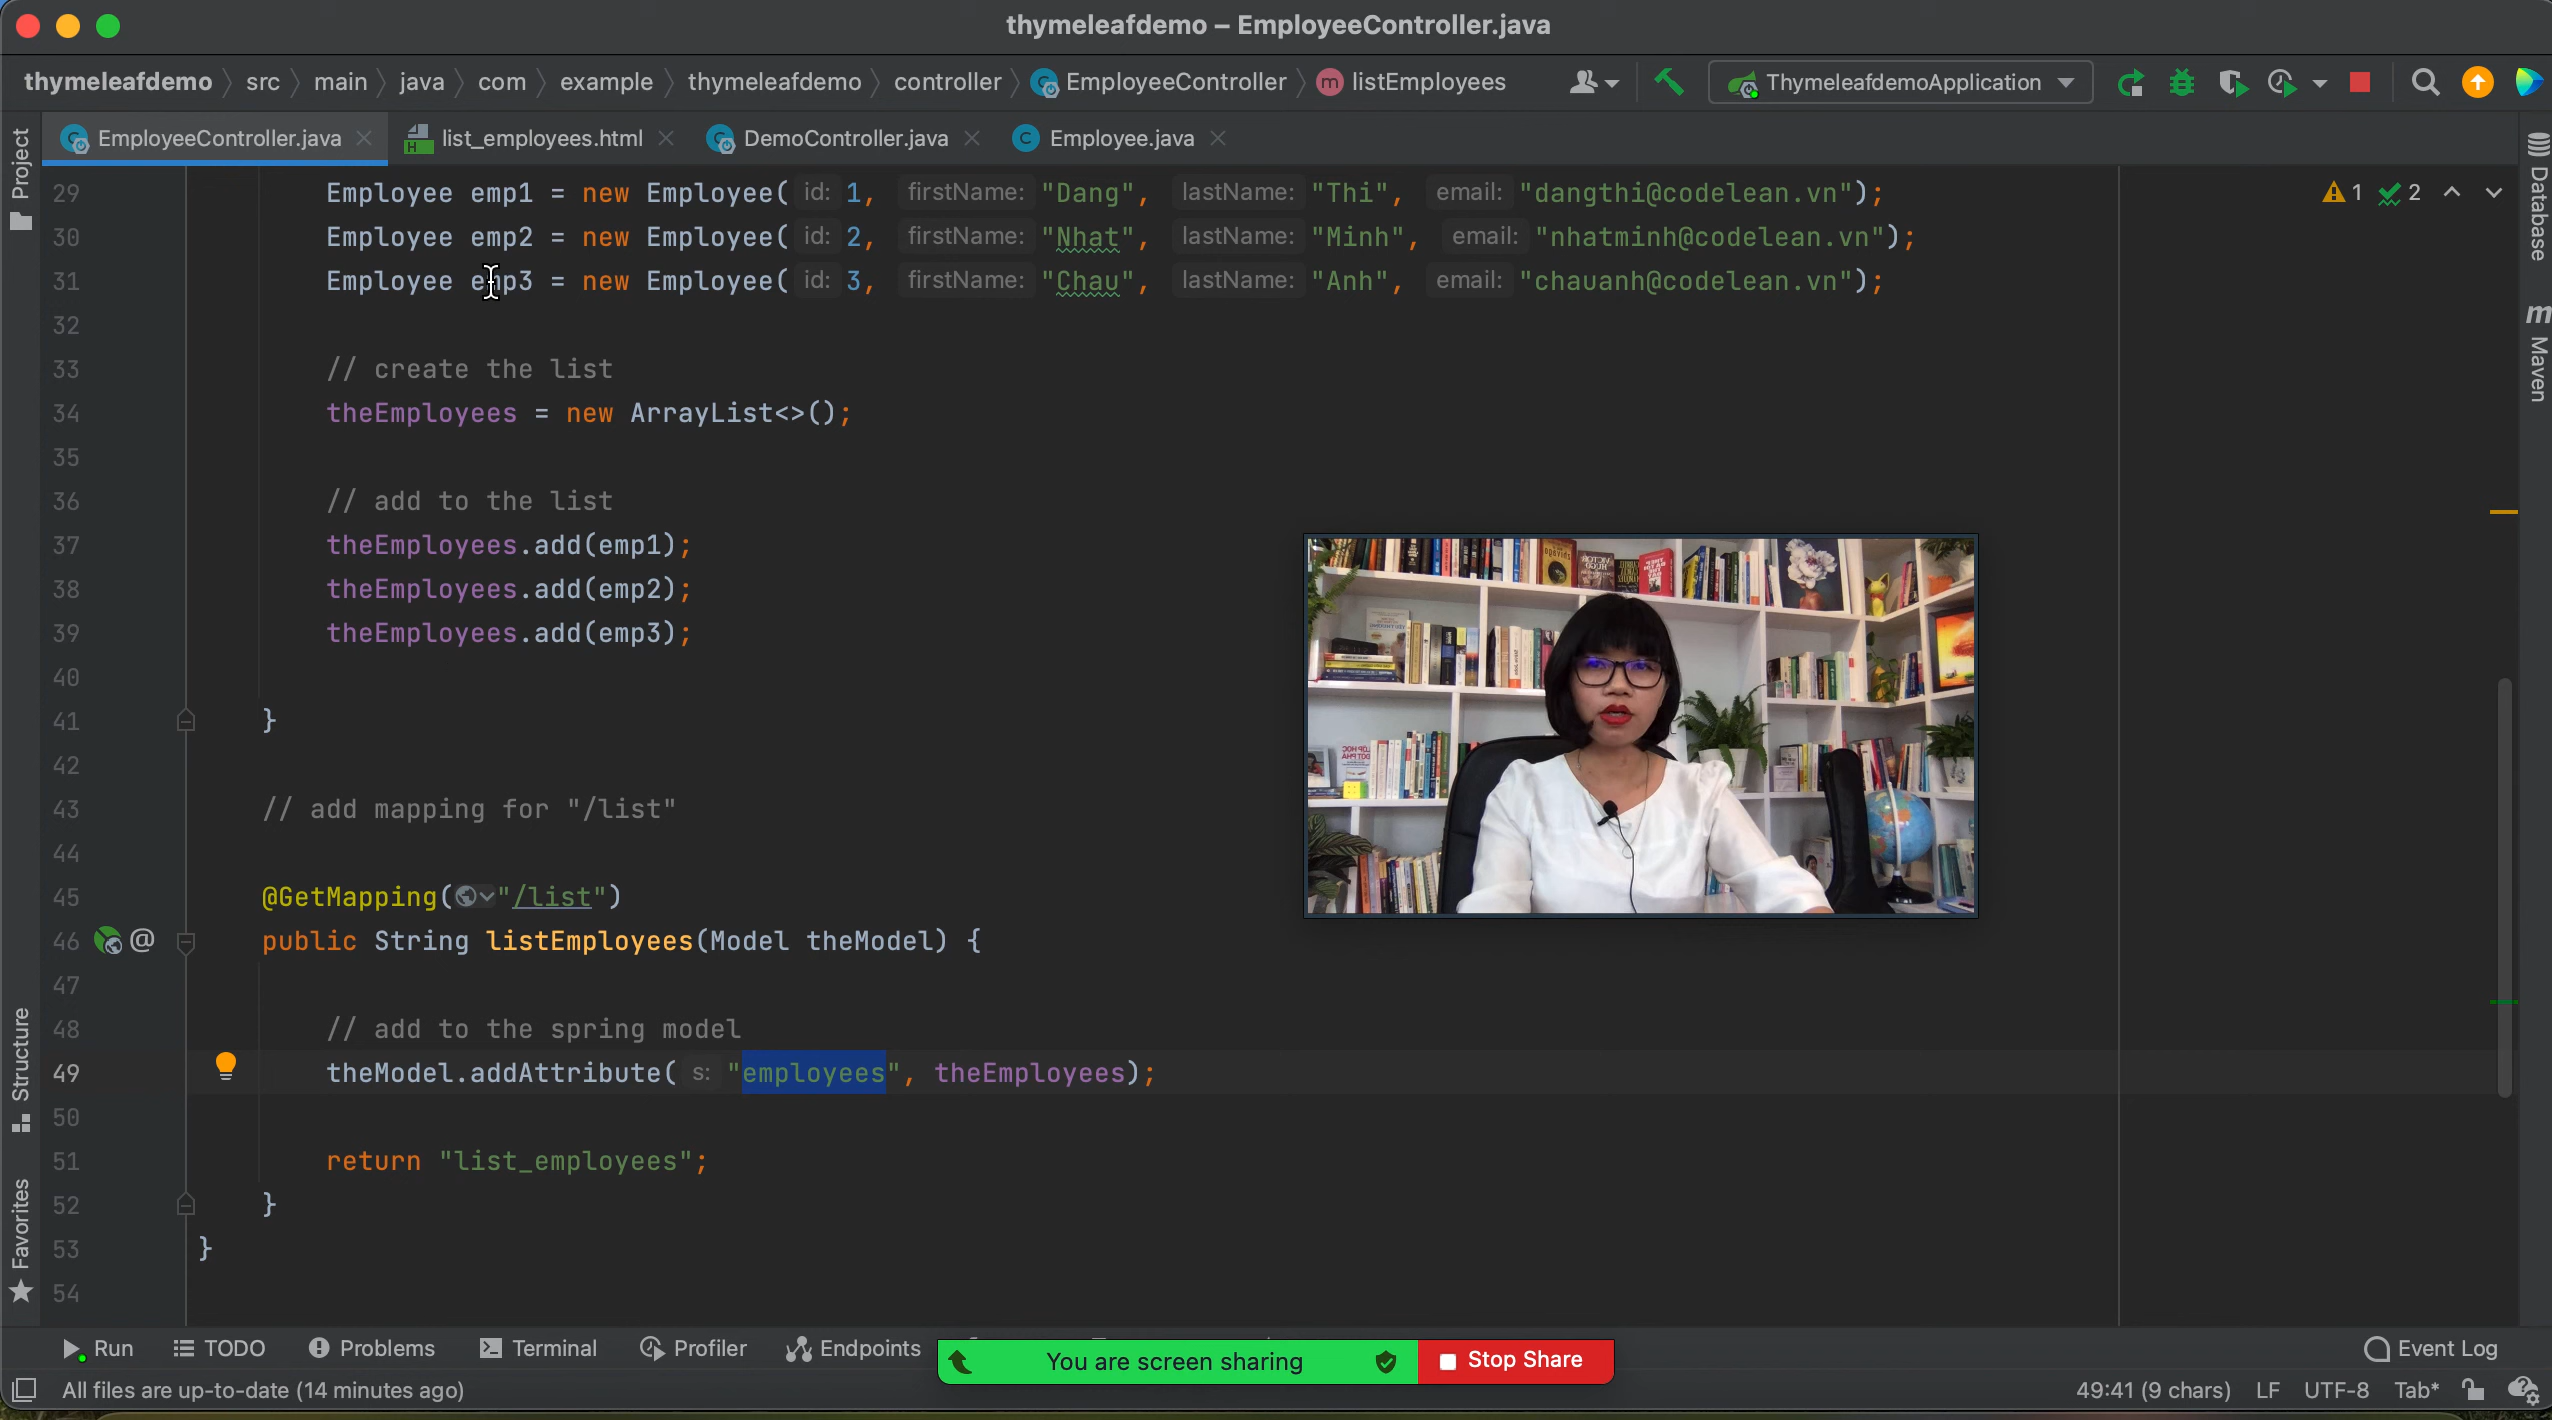 thymeleafdemo – EmployeeController.java
thymeleafdemo src main java com example thymeleafdemo controller EmployeeController m listEmployees ThymeleafdemoApplication
EmployeeController.java list_employees.html DemoController.java Employee.java
Project
Structure
Favorites
Database
Maven
1 2
29 Employee emp1 = new Employee( id: 1, firstName: "Dang", lastName: "Thi", email: "dangthi@codelean.vn");
30 Employee emp2 = new Employee( id: 2, firstName: "Nhat", lastName: "Minh", email: "nhatminh@codelean.vn");
31 Employee emp3 = new Employee( id: 3, firstName: "Chau", lastName: "Anh", email: "chauanh@codelean.vn");
32
33 // create the list
34 theEmployees = new ArrayList<>();
35
36 // add to the list
37 theEmployees.add(emp1);
38 theEmployees.add(emp2);
39 theEmployees.add(emp3);
40
41 }
42
43 // add mapping for "/list"
44
45 @GetMapping("/list")
46 public String listEmployees(Model theModel) {
47
48 // add to the spring model
49 theModel.addAttribute( s: "employees", theEmployees);
50
51 return "list_employees";
52 }
53 }
54
Run TODO Problems Terminal Profiler Endpoints Event Log
You are screen sharing Stop Share
All files are up-to-date (14 minutes ago) 49:41 (9 chars) LF UTF-8 Tab*